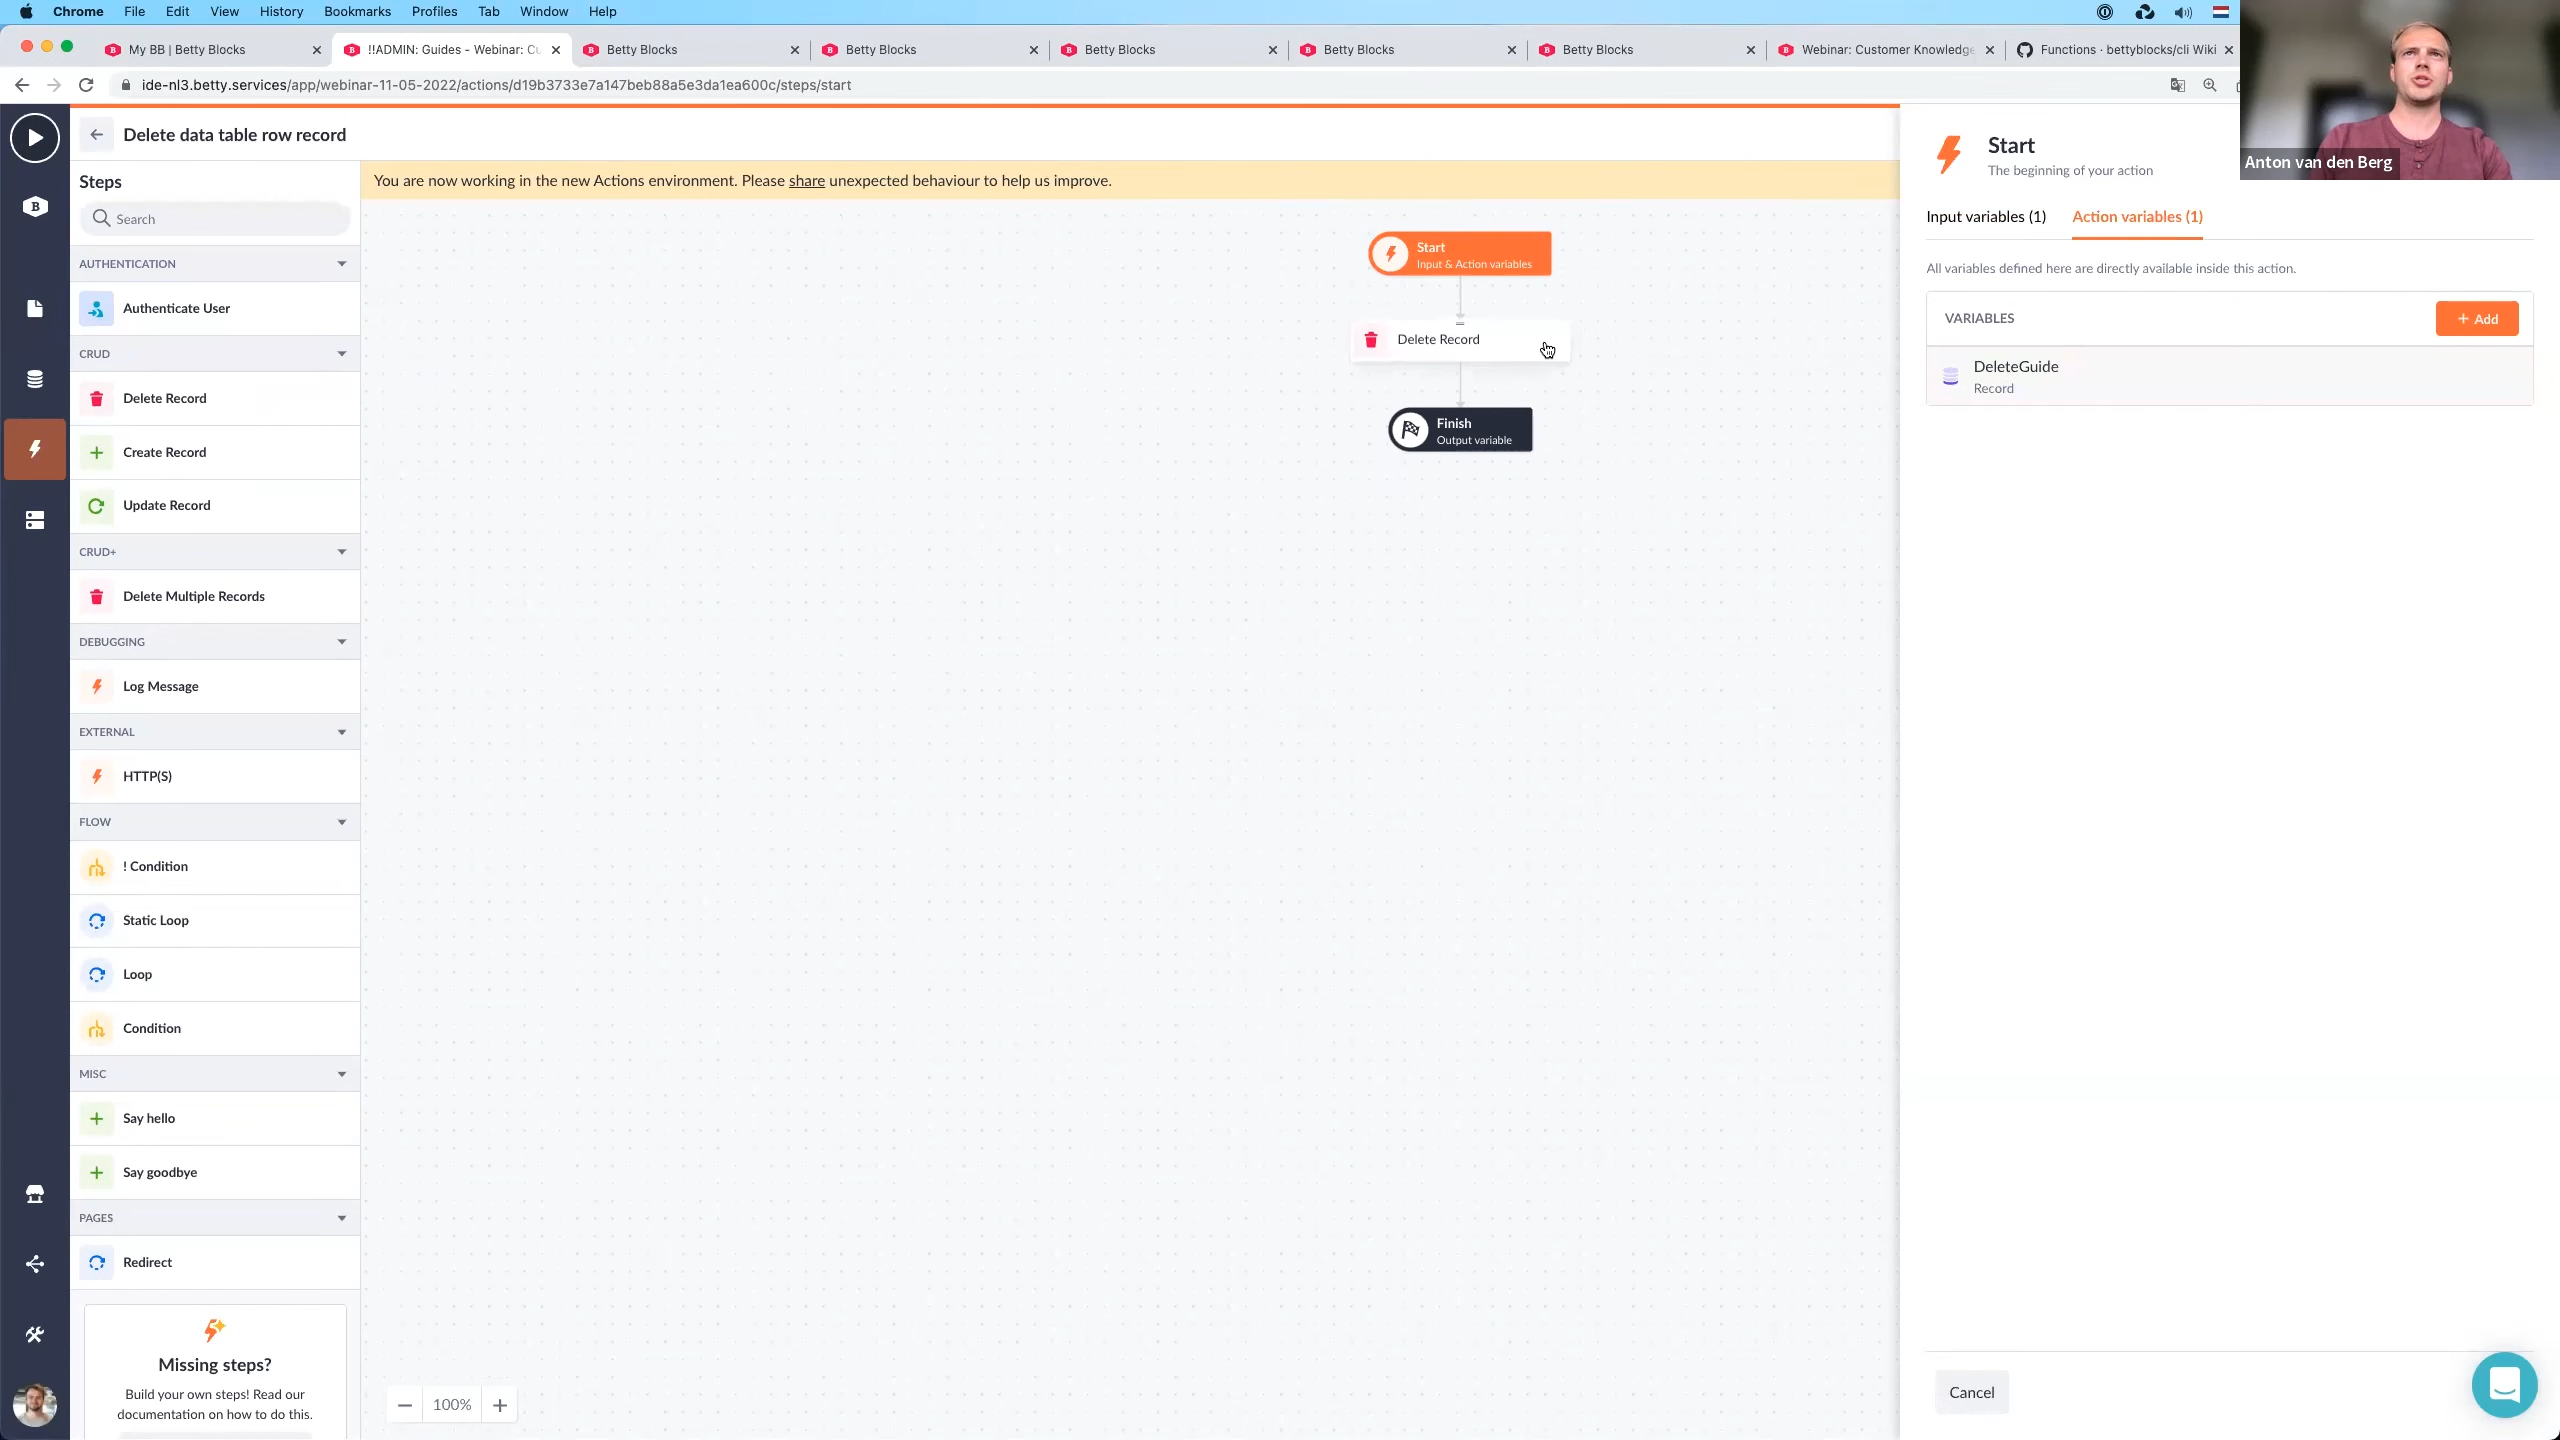 Chrome File Edit View History Bookmarks Profiles Tab Window Help
My BB | Betty Blocks
!!ADMIN: Guides - Webinar: Cu
Betty Blocks
Betty Blocks
Betty Blocks
Betty Blocks
Betty Blocks
Webinar: Customer Knowledge
Functions · bettyblocks/cli Wiki
ide-nl3.betty.services/app/webinar-11-05-2022/actions/d19b3733e7a147beb88a5e3da1ea600c/steps/start
Anton van den Berg
Delete data table row record
Steps
Search
AUTHENTICATION
Authenticate User
CRUD
Delete Record
Create Record
Update Record
CRUD+
Delete Multiple Records
DEBUGGING
Log Message
EXTERNAL
HTTP(S)
FLOW
! Condition
Static Loop
Loop
Condition
MISC
Say hello
Say goodbye
PAGES
Redirect
Missing steps?
Build your own steps! Read our
documentation on how to do this.
You are now working in the new Actions environment. Please share unexpected behaviour to help us improve.
Start
Input & Action variables
Delete Record
Finish
Output variable
100%
Start
The beginning of your action
Input variables (1) Action variables (1)
All variables defined here are directly available inside this action.
VARIABLES
+ Add
DeleteGuide
Record
Cancel